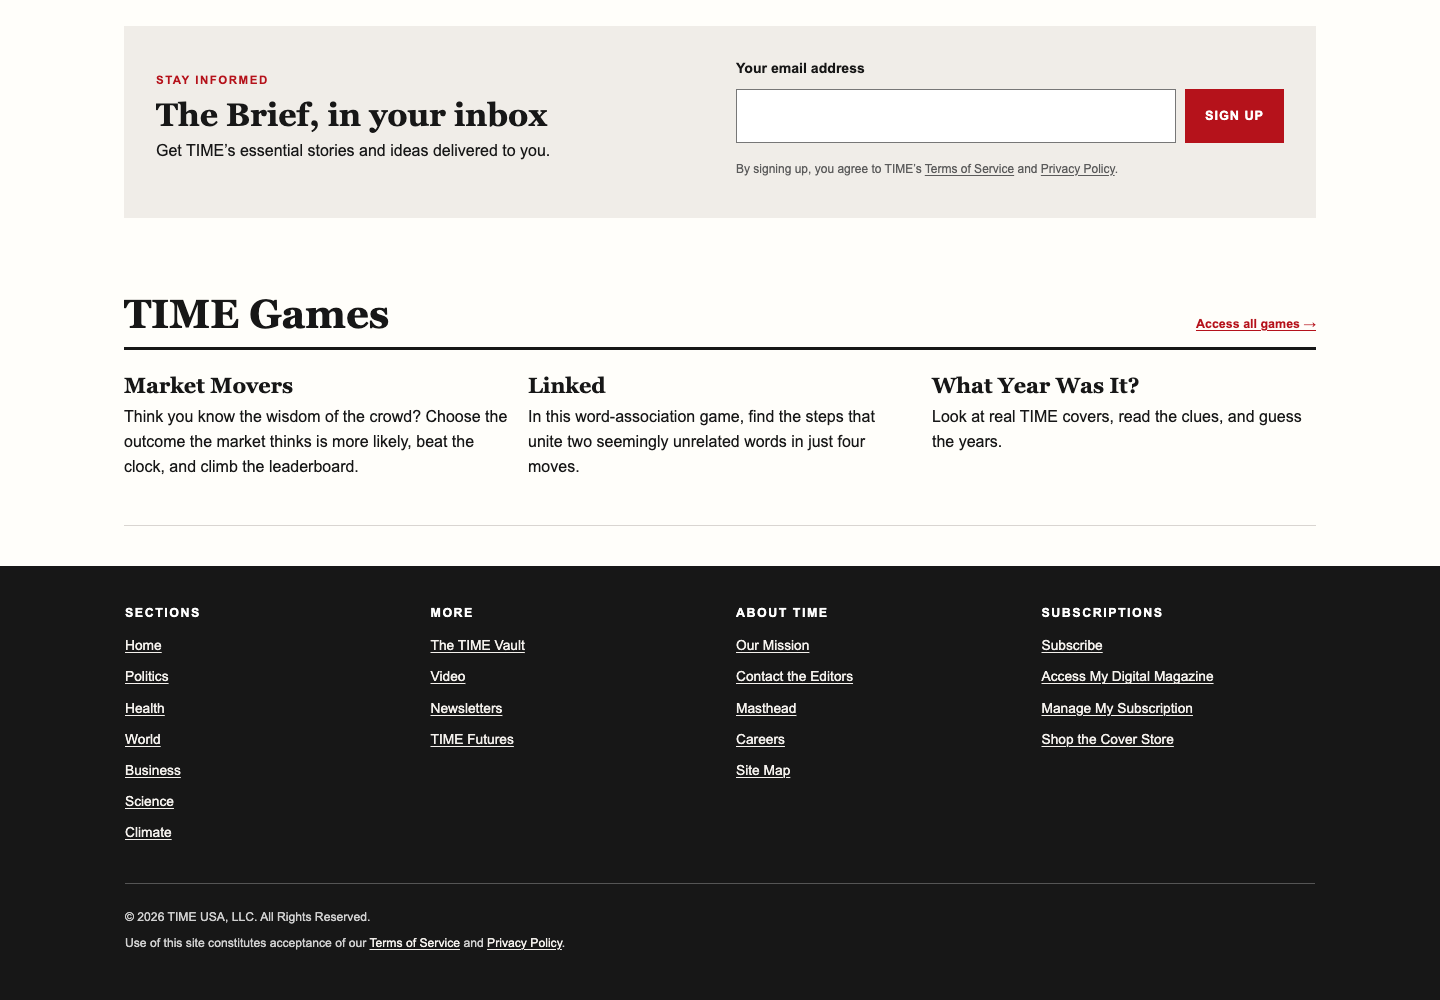 STAY INFORMED
The Brief, in your inbox
Get TIME’s essential stories and ideas delivered to you.
Your email address
SIGN UP
By signing up, you agree to TIME’s Terms of Service and Privacy Policy.
TIME Games
Access all games →
Market Movers
Think you know the wisdom of the crowd? Choose the
outcome the market thinks is more likely, beat the
clock, and climb the leaderboard.
Linked
In this word-association game, find the steps that
unite two seemingly unrelated words in just four
moves.
What Year Was It?
Look at real TIME covers, read the clues, and guess
the years.
SECTIONS
Home
Politics
Health
World
Business
Science
Climate
MORE
The TIME Vault
Video
Newsletters
TIME Futures
ABOUT TIME
Our Mission
Contact the Editors
Masthead
Careers
Site Map
SUBSCRIPTIONS
Subscribe
Access My Digital Magazine
Manage My Subscription
Shop the Cover Store
© 2026 TIME USA, LLC. All Rights Reserved.
Use of this site constitutes acceptance of our Terms of Service and Privacy Policy.